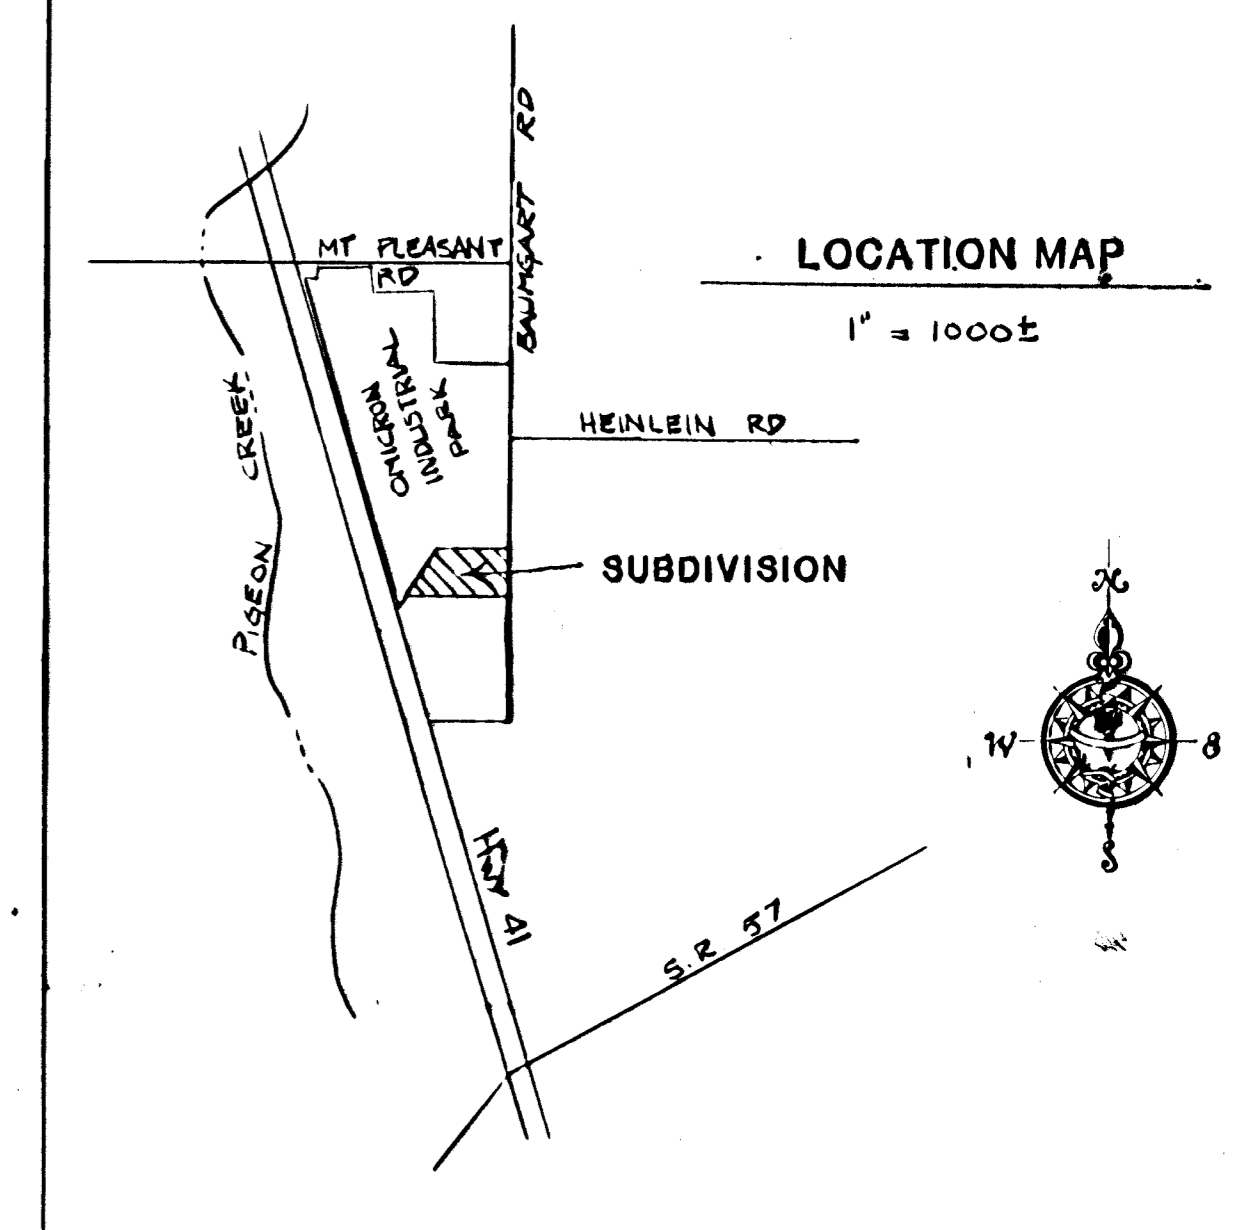 LOCATION MAP
1" = 1000±
BAUMGART RD
MT PLEASANT
RD
OMICRON
INDUSTRIAL
PARK
HEINLEIN RD
PIGEON CREEK
SUBDIVISION
HWY 41
S.R 57
N
W
S